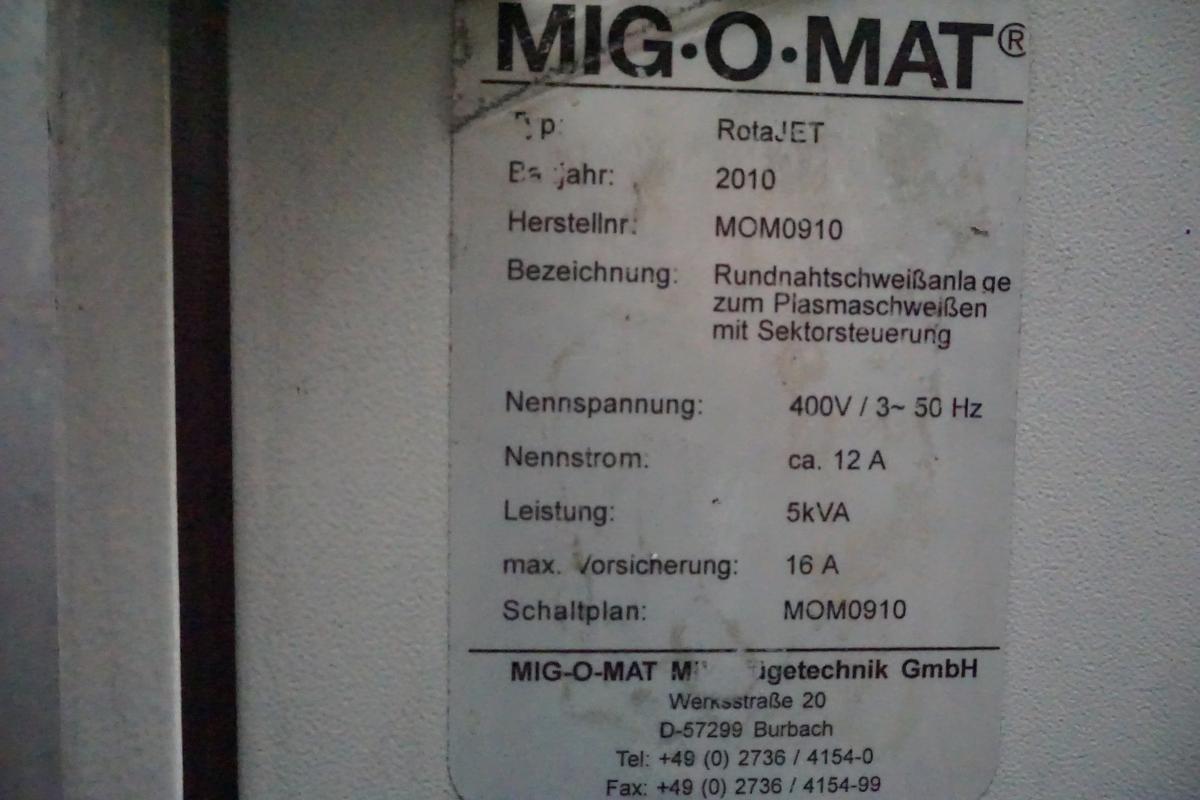 MIG·O·MAT®
RotaJET
2010
Herstellnr: MOM0910
Bezeichnung: Rundnahtschweißanlage
zum Plasmaschweißen
mit Sektorsteuerung
Nennspannung: 400V / 3~ 50 Hz
Nennstrom: ca. 12 A
Leistung: 5kVA
max. Vorsicherung: 16 A
Schaltplan: MOM0910
MIG-O-MAT GmbH
Werksstraße 20
D-57299 Burbach
Tel: +49 (0) 2736 / 4154-0
Fax: +49 (0) 2736 / 4154-99